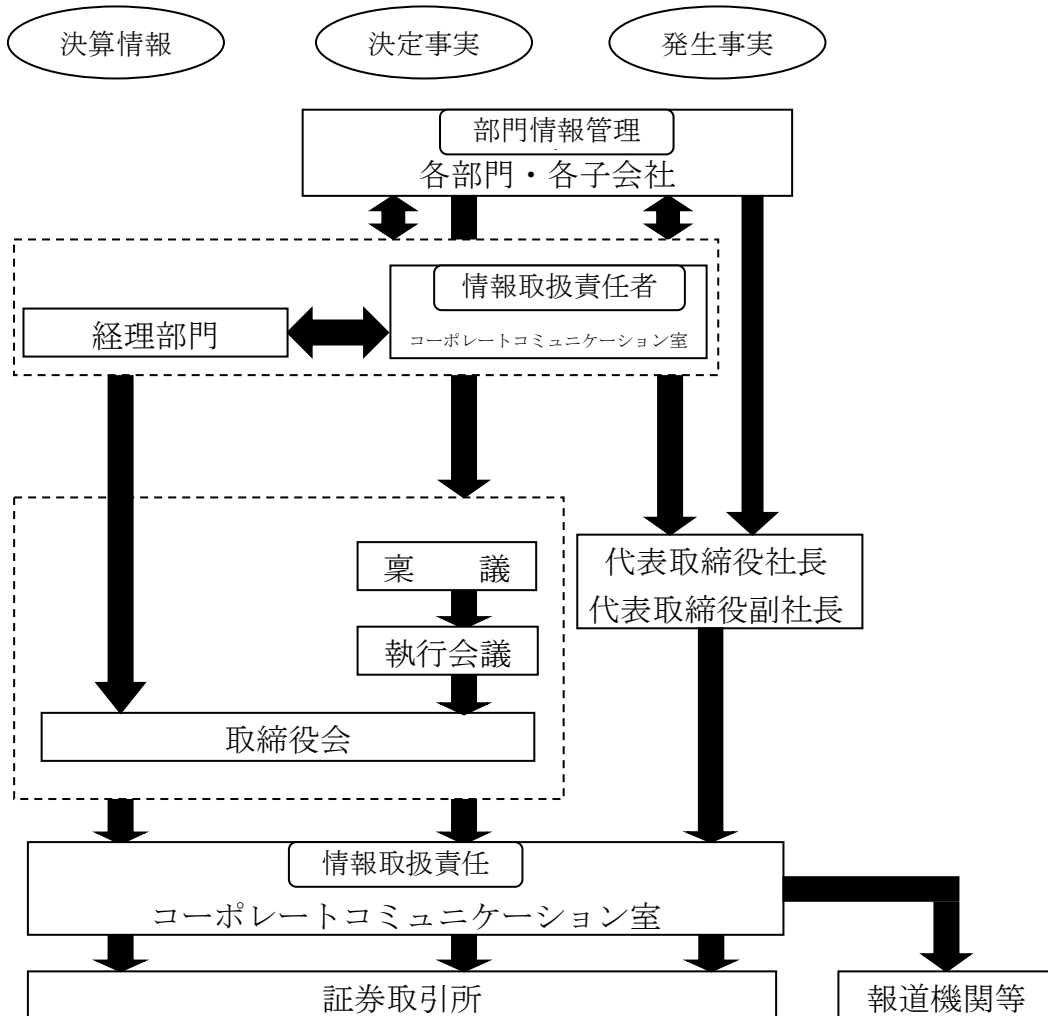 決算情報
決定事実
発生事実
部門情報管理
各部門・各子会社
情報取扱責任者
経理部門
コーポレートコミュニケーション室
稟 議
代表取締役社長
代表取締役副社長
執行会議
取締役会
情報取扱責任
コーポレートコミュニケーション室
証券取引所
報道機関等